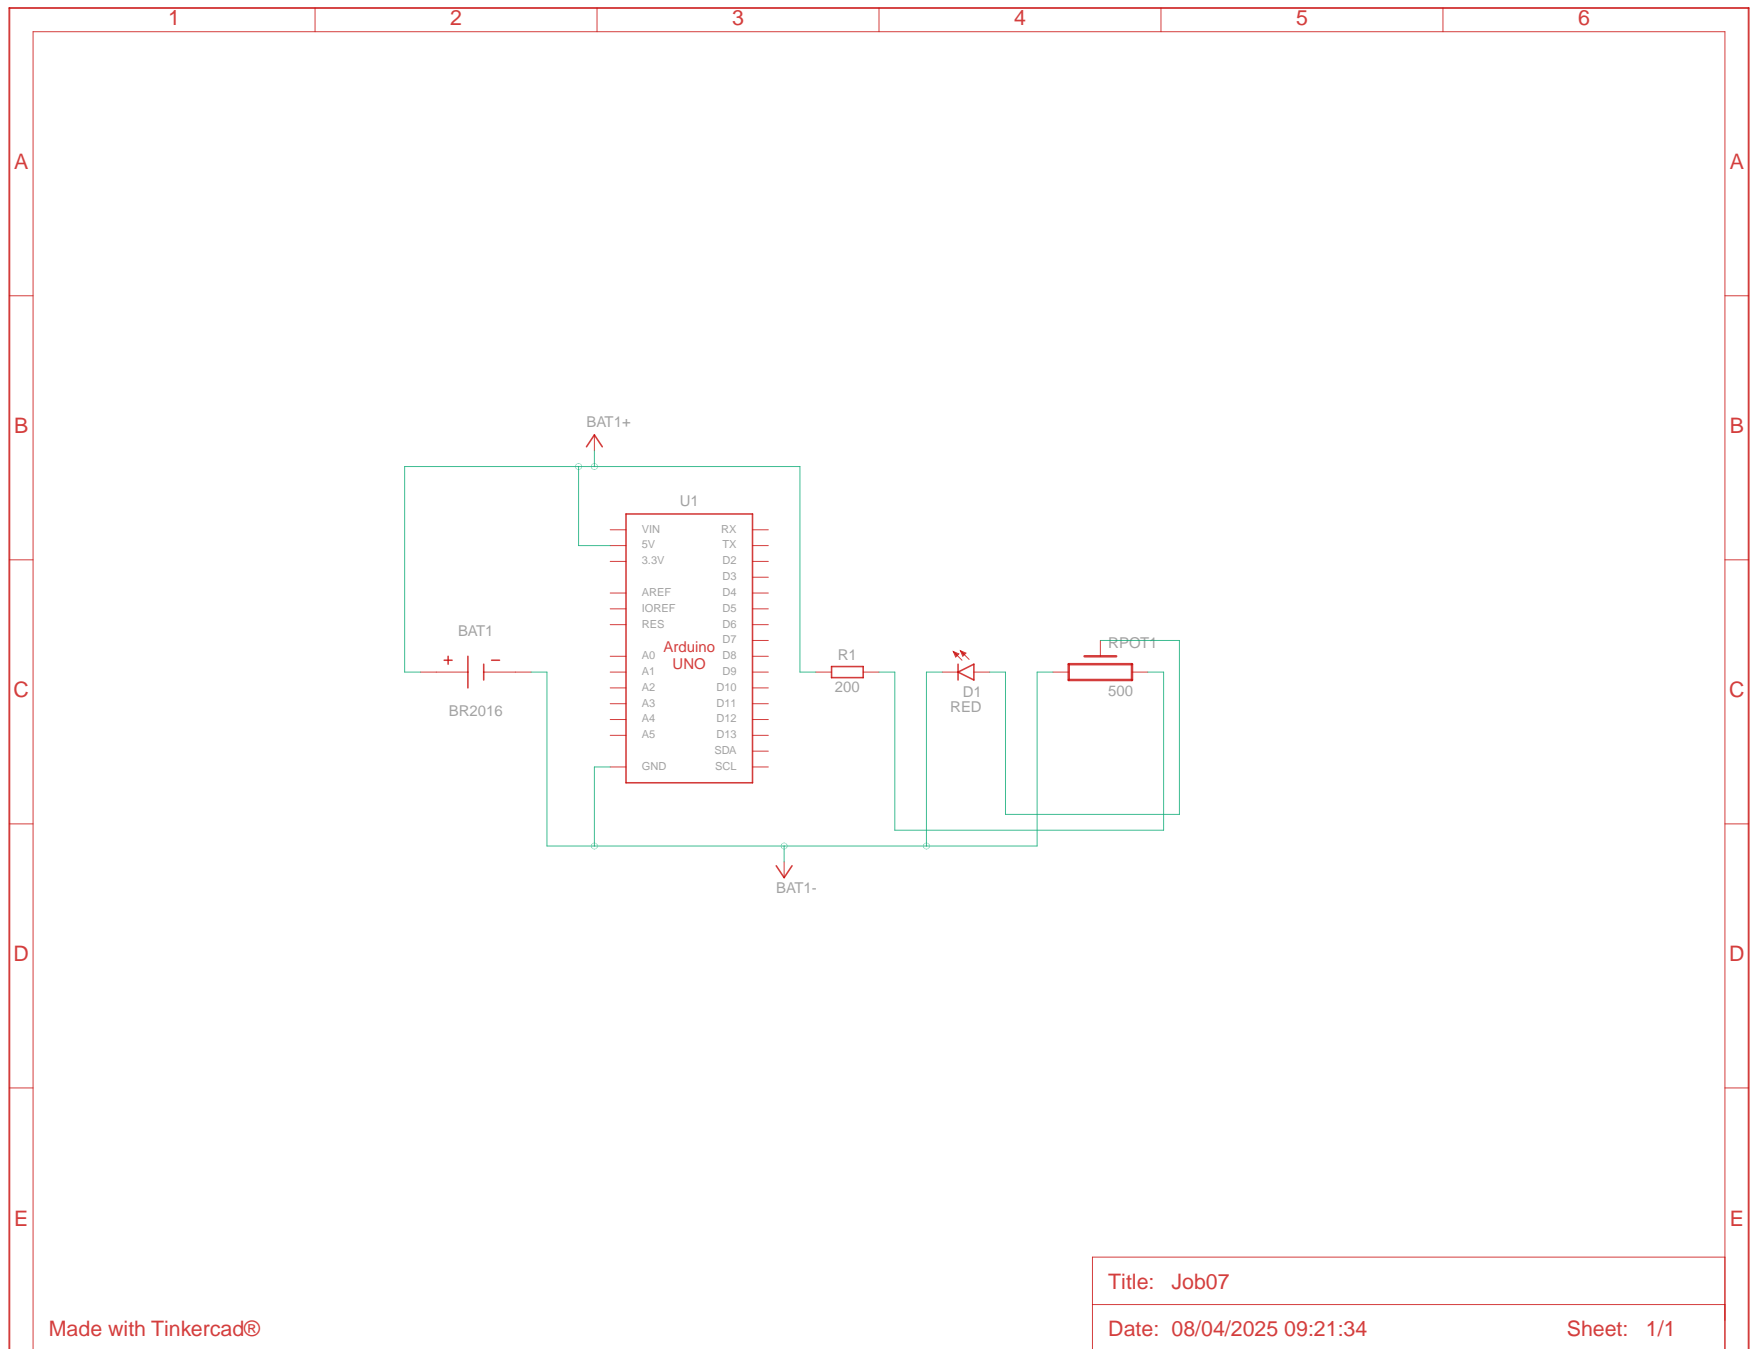 1 2 3 4 5 6
A A
B B
BAT1+
U1
VIN RX
5V TX
3.3V D2
D3
AREF D4
IOREF D5
RES D6
D7
A0 D8
A1 D9
A2 D10
A3 D11
A4 D12
A5 D13
SDA
GND SCL
Arduino
UNO
BAT1
+ −
BR2016
R1
200
D1
RED
RPOT1
500
C C
BAT1-
D D
E E
Title: Job07
Made with Tinkercad®
Date: 08/04/2025 09:21:34 Sheet: 1/1